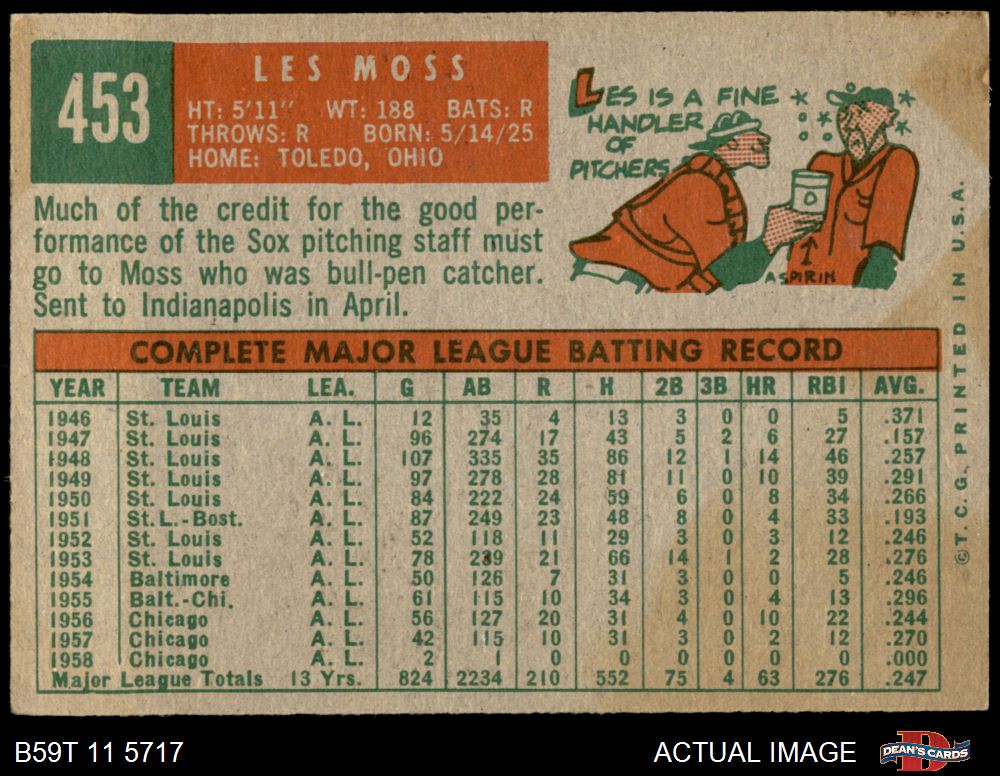 453
LES MOSS
HT: 5'11" WT: 188 BATS: R
THROWS: R BORN: 5/14/25
HOME: TOLEDO, OHIO
Much of the credit for the good per-
formance of the Sox pitching staff must
go to Moss who was bull-pen catcher.
Sent to Indianapolis in April.
LES IS A FINE
HANDLER
OF
PITCHERS
ASPIRIN
COMPLETE MAJOR LEAGUE BATTING RECORD
YEAR TEAM LEA. G AB R H 2B 3B HR RBI AVG.
1946 St. Louis A. L. 12 35 4 13 3 0 0 5 .371
1947 St. Louis A. L. 96 274 17 43 5 2 6 27 .157
1948 St. Louis A. L. 107 335 35 86 12 1 14 46 .257
1949 St. Louis A. L. 97 278 28 81 11 0 10 39 .291
1950 St. Louis A. L. 84 222 24 59 6 0 8 34 .266
1951 St.L.-Bost. A. L. 87 249 23 48 8 0 4 33 .193
1952 St. Louis A. L. 52 118 11 29 3 0 3 12 .246
1953 St. Louis A. L. 78 239 21 66 14 1 2 28 .276
1954 Baltimore A. L. 50 126 7 31 3 0 0 5 .246
1955 Balt.-Chi. A. L. 61 115 10 34 3 0 4 13 .296
1956 Chicago A. L. 56 127 20 31 4 0 10 22 .244
1957 Chicago A. L. 42 115 10 31 3 0 2 12 .270
1958 Chicago A. L. 2 1 0 0 0 0 0 0 .000
Major League Totals 13 Yrs. 824 2234 210 552 75 4 63 276 .247
©T. C. G. PRINTED IN U.S.A.
B59T 11 5717
ACTUAL IMAGE
DEAN'S CARDS